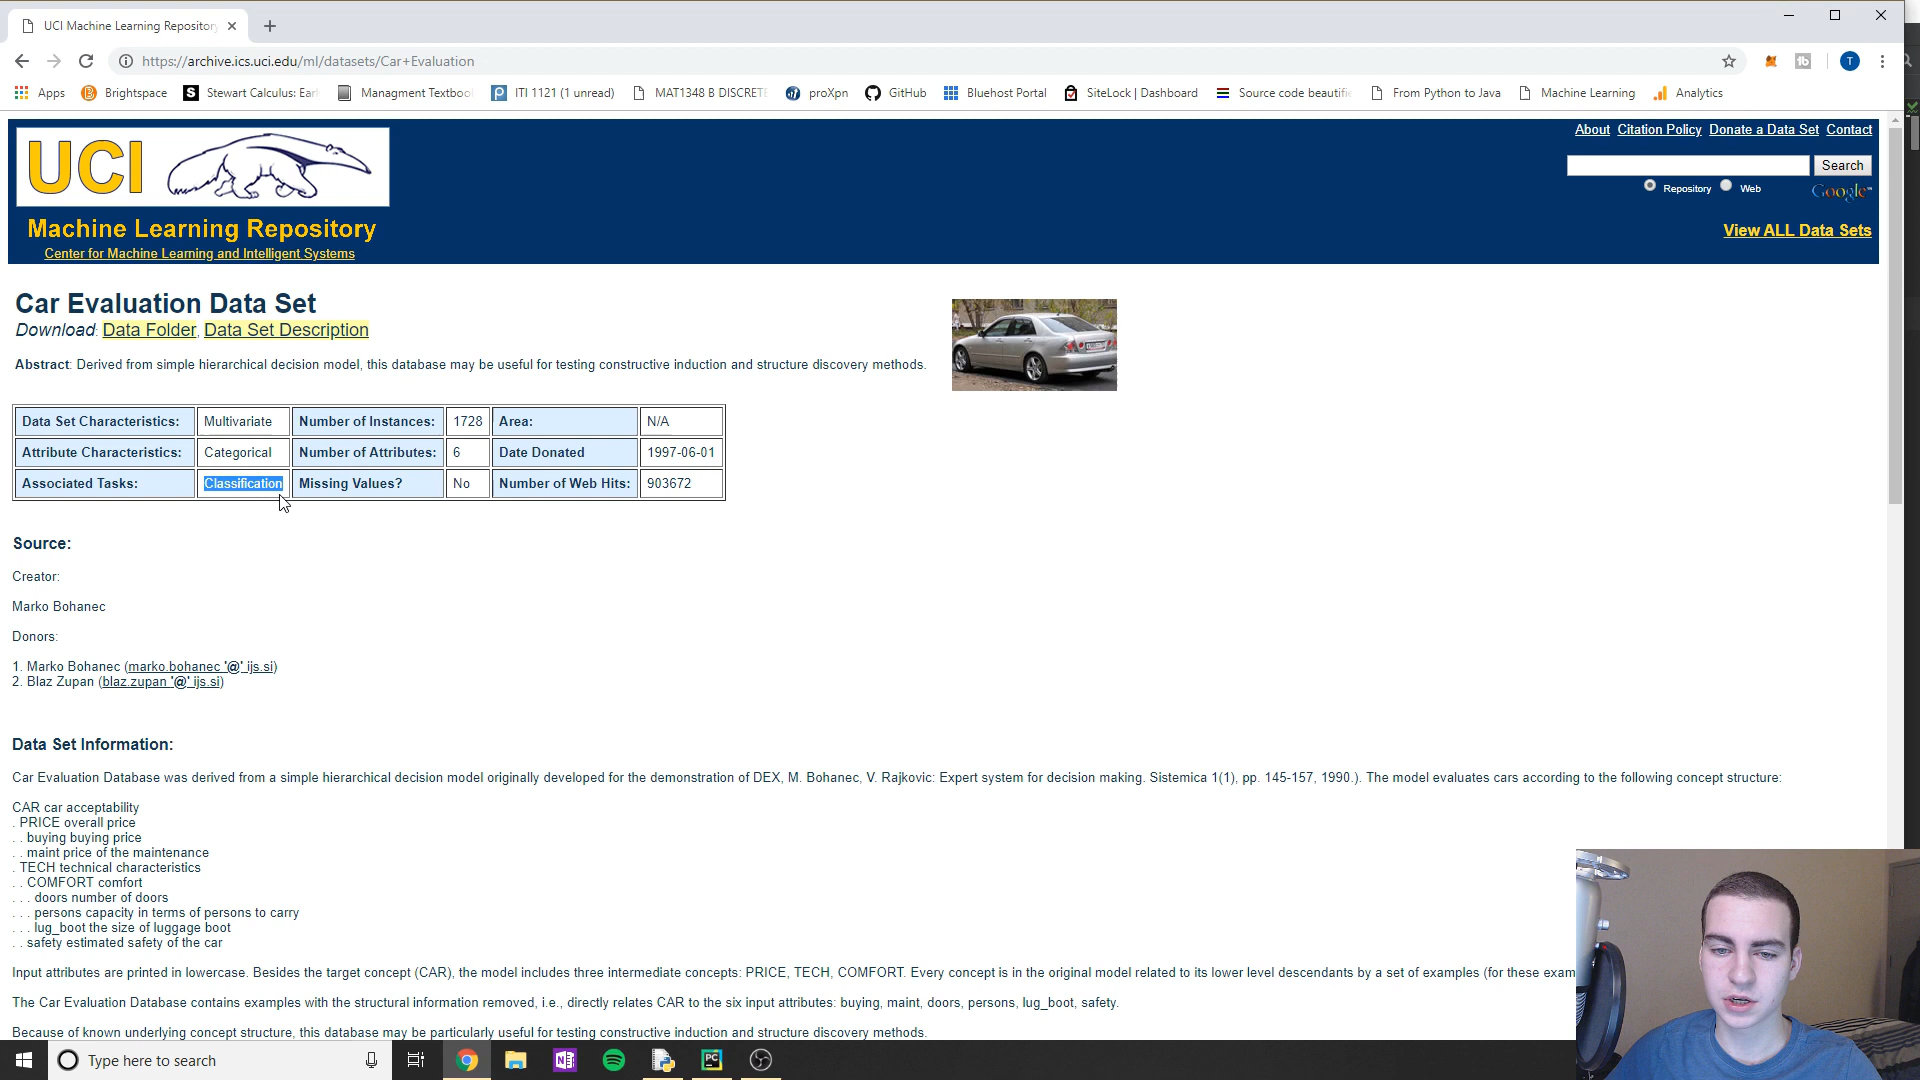 UCI Machine Learning Repository
https://archive.ics.uci.edu/ml/datasets/Car+Evaluation
T
Apps Brightspace Stewart Calculus: Earl Managment Textboo ITI 1121 (1 unread) MAT1348 B DISCRETE proXpn GitHub Bluehost Portal SiteLock | Dashboard Source code beautifie From Python to Java Machine Learning Analytics
About Citation Policy Donate a Data Set Contact
UCI
Search
Repository Web Google™
Machine Learning Repository
View ALL Data Sets
Center for Machine Learning and Intelligent Systems
Car Evaluation Data Set
Download: Data Folder, Data Set Description
Abstract: Derived from simple hierarchical decision model, this database may be useful for testing constructive induction and structure discovery methods.
Data Set Characteristics: Multivariate Number of Instances: 1728 Area: N/A
Attribute Characteristics: Categorical Number of Attributes: 6 Date Donated 1997-06-01
Associated Tasks: Classification Missing Values? No Number of Web Hits: 903672
Source:
Creator:
Marko Bohanec
Donors:
1. Marko Bohanec (marko.bohanec '@' ijs.si)
2. Blaz Zupan (blaz.zupan '@' ijs.si)
Data Set Information:
Car Evaluation Database was derived from a simple hierarchical decision model originally developed for the demonstration of DEX, M. Bohanec, V. Rajkovic: Expert system for decision making. Sistemica 1(1), pp. 145-157, 1990.). The model evaluates cars according to the following concept structure:
CAR car acceptability
. PRICE overall price
. . buying buying price
. . maint price of the maintenance
. TECH technical characteristics
. . COMFORT comfort
. . . doors number of doors
. . . persons capacity in terms of persons to carry
. . . lug_boot the size of luggage boot
. . safety estimated safety of the car
Input attributes are printed in lowercase. Besides the target concept (CAR), the model includes three intermediate concepts: PRICE, TECH, COMFORT. Every concept is in the original model related to its lower level descendants by a set of examples (for these exam
The Car Evaluation Database contains examples with the structural information removed, i.e., directly relates CAR to the six input attributes: buying, maint, doors, persons, lug_boot, safety.
Because of known underlying concept structure, this database may be particularly useful for testing constructive induction and structure discovery methods.
Type here to search